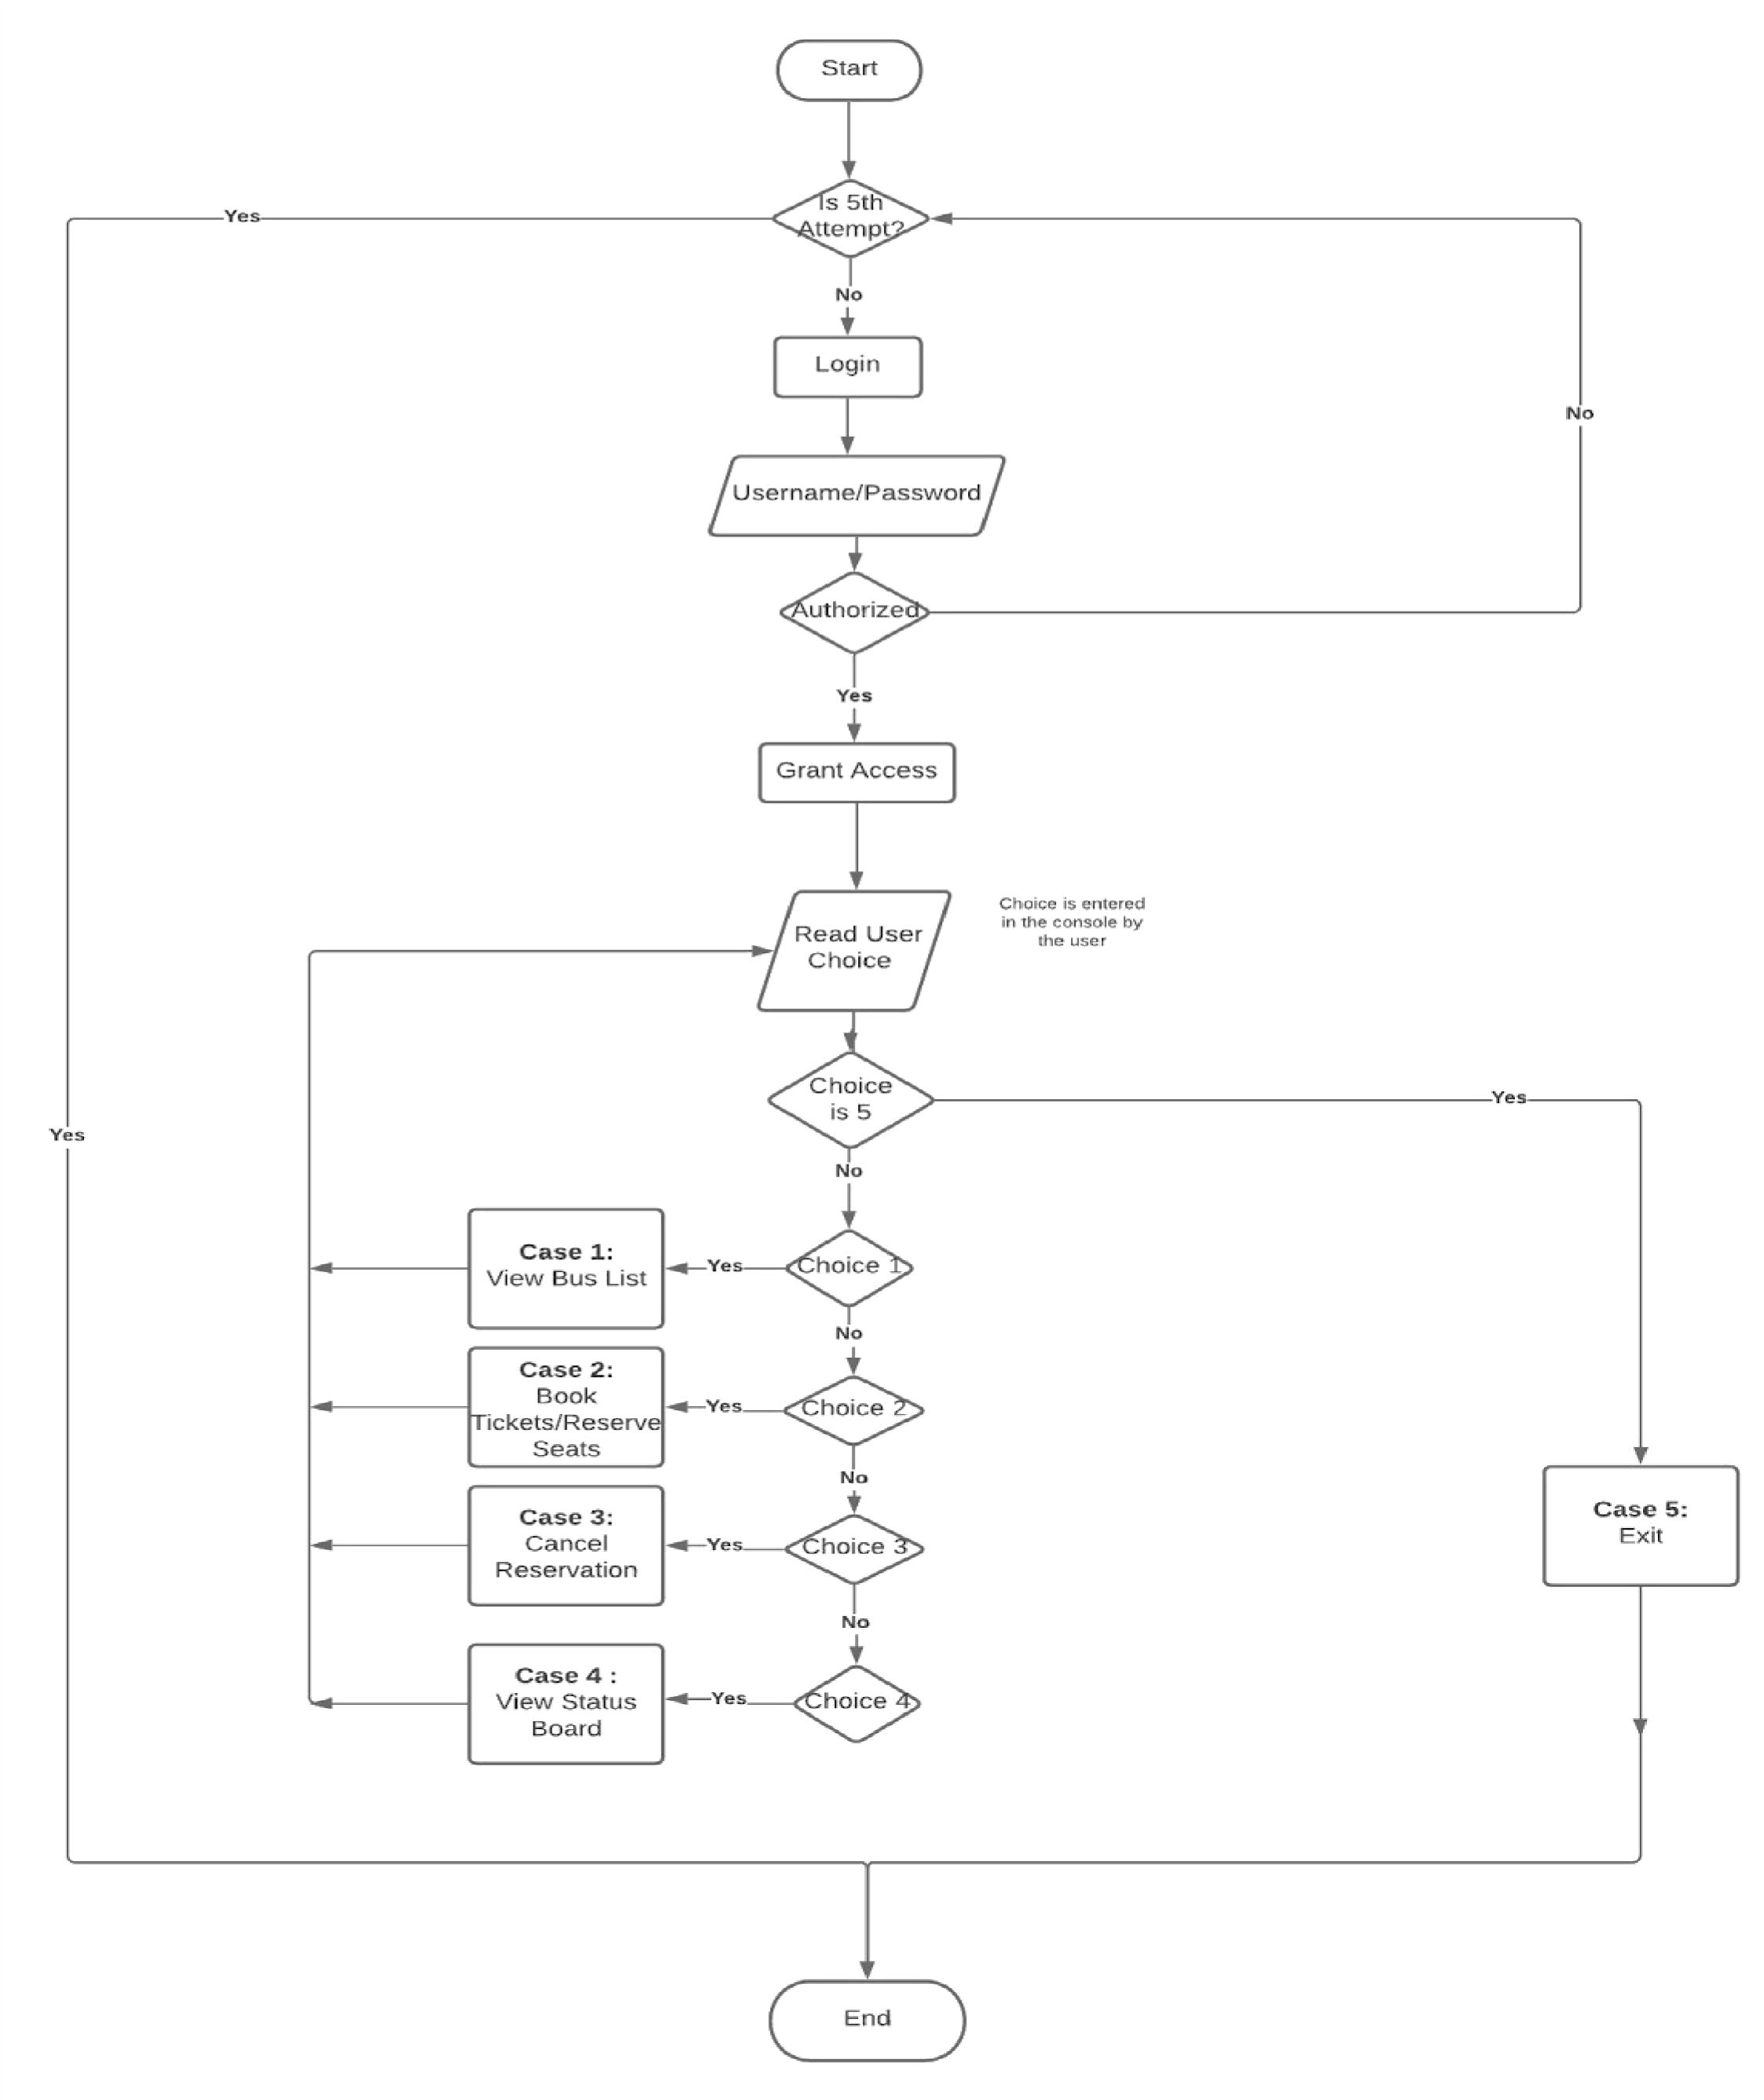 Start
Is 5th
Attempt?
Yes
No
Login
No
Username/Password
Authorized
Yes
Grant Access
Choice is entered
in the console by
the user
Read User
Choice
Choice
is 5
Yes
Yes
No
Case 1:
View Bus List
Yes
Choice 1
No
Case 2:
Book
Tickets/Reserve
Seats
Yes
Choice 2
No
Case 3:
Cancel
Reservation
Yes
Choice 3
Case 5:
Exit
No
Case 4 :
View Status
Board
Yes
Choice 4
End